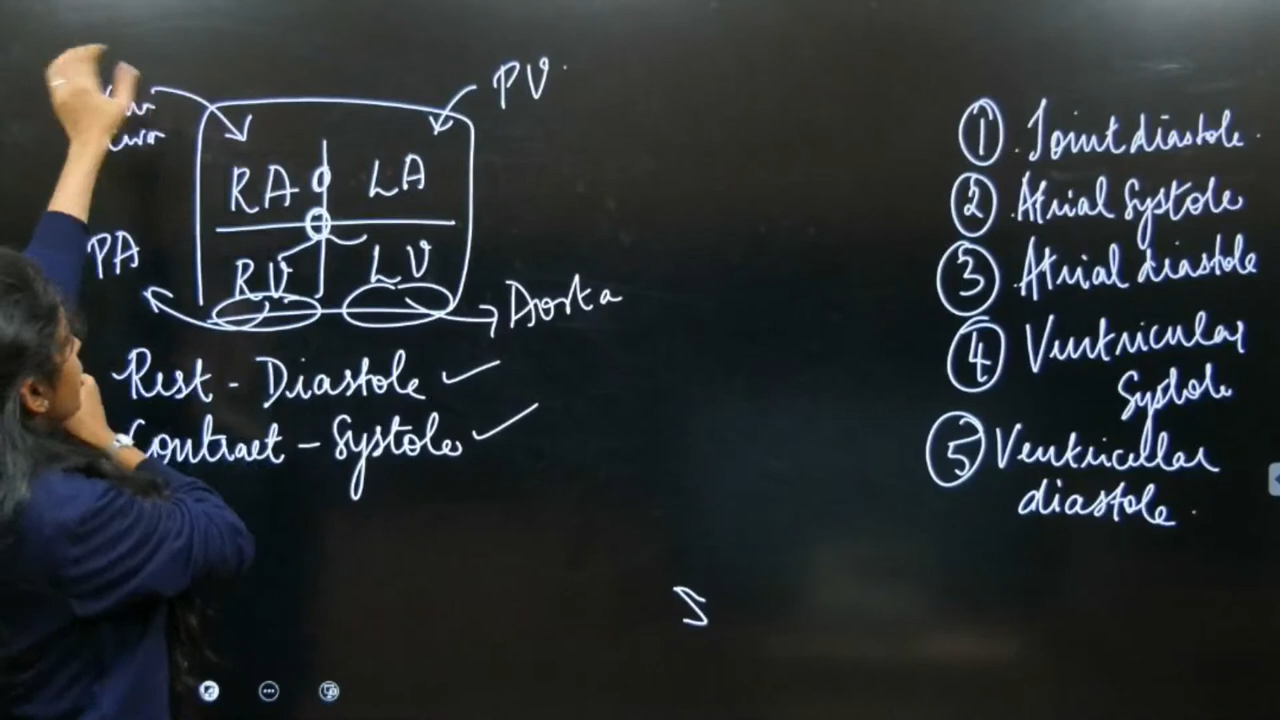 PV
RA LA
PA
RV LV
Aorta
Rest - Diastole
Contract - Systole
① Joint diastole
② Atrial Systole
③ Atrial diastole
④ Ventricular
Systole
⑤ Ventricular
diastole